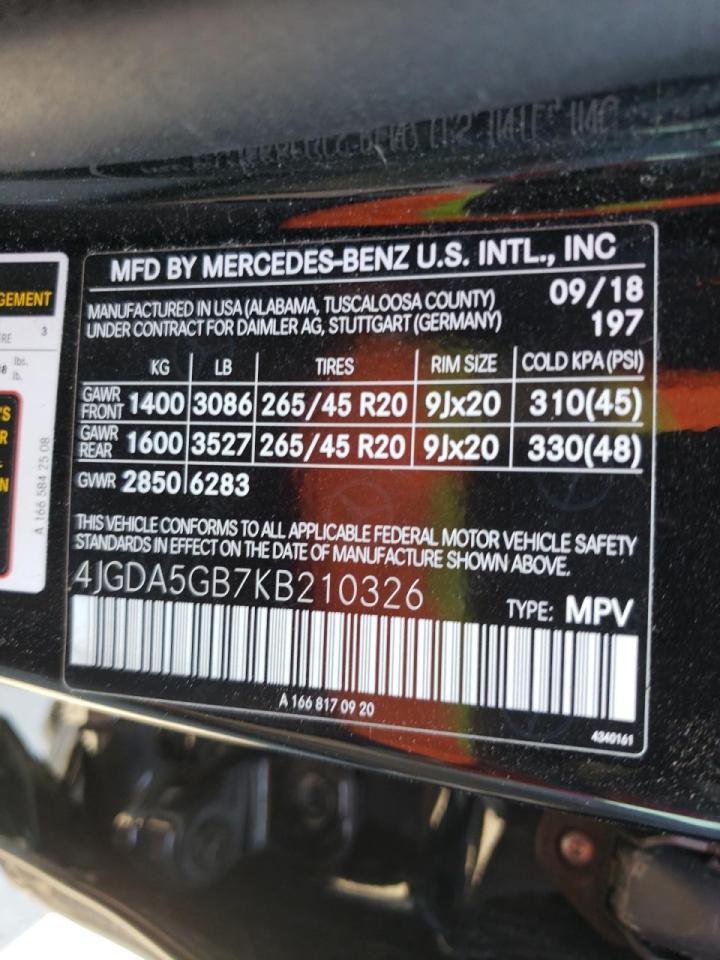 MFD BY MERCEDES-BENZ U.S. INTL., INC
MANUFACTURED IN USA (ALABAMA, TUSCALOOSA COUNTY) 09/18
UNDER CONTRACT FOR DAIMLER AG, STUTTGART (GERMANY) 197
KG LB TIRES RIM SIZE COLD KPA (PSI)
GAWR FRONT 1400 3086 265/45 R20 9Jx20 310(45)
GAWR REAR 1600 3527 265/45 R20 9Jx20 330(48)
GVWR 2850 6283
THIS VEHICLE CONFORMS TO ALL APPLICABLE FEDERAL MOTOR VEHICLE SAFETY
STANDARDS IN EFFECT ON THE DATE OF MANUFACTURE SHOWN ABOVE.
4JGDA5GB7KB210326
TYPE: MPV
A 166 817 09 20
4340161
GEMENT
3
lbs.
lb.
A 166 584 25 08